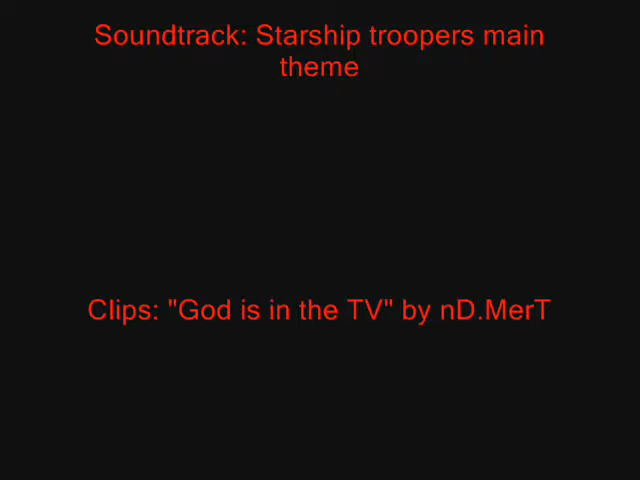 Soundtrack: Starship troopers main
theme
Clips: "God is in the TV" by nD.MerT